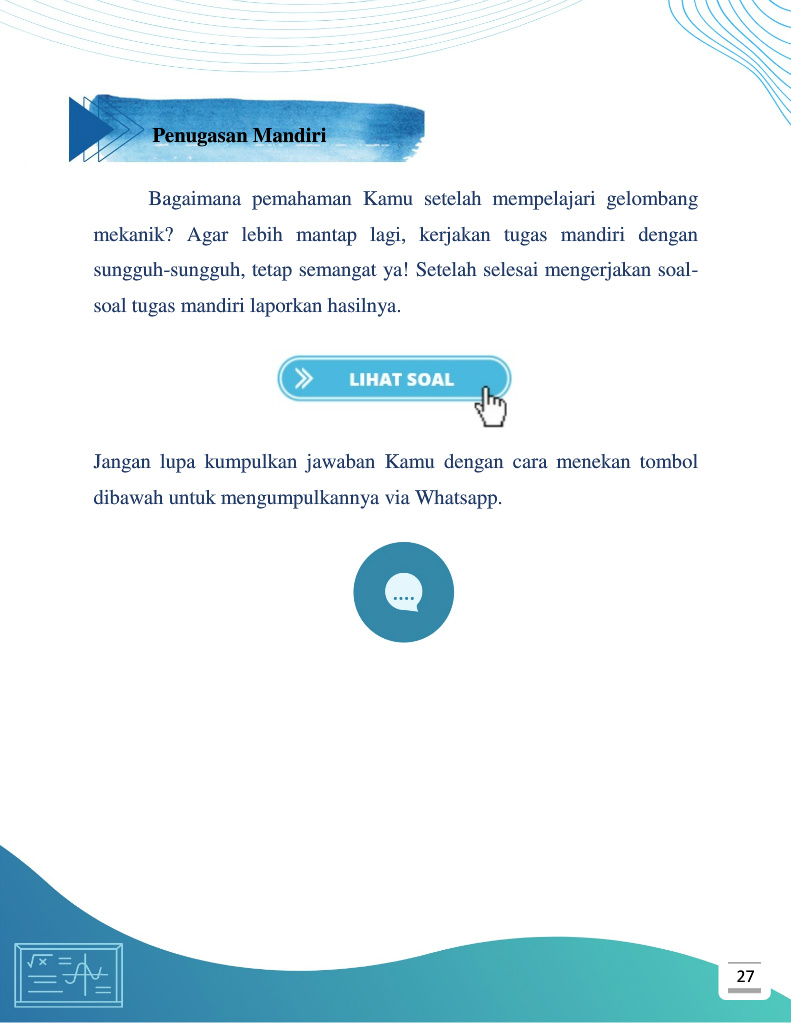 Penugasan Mandiri
Bagaimana pemahaman Kamu setelah mempelajari gelombang
mekanik? Agar lebih mantap lagi, kerjakan tugas mandiri dengan
sungguh-sungguh, tetap semangat ya! Setelah selesai mengerjakan soal-
soal tugas mandiri laporkan hasilnya.
LIHAT SOAL
Jangan lupa kumpulkan jawaban Kamu dengan cara menekan tombol
dibawah untuk mengumpulkannya via Whatsapp.
27